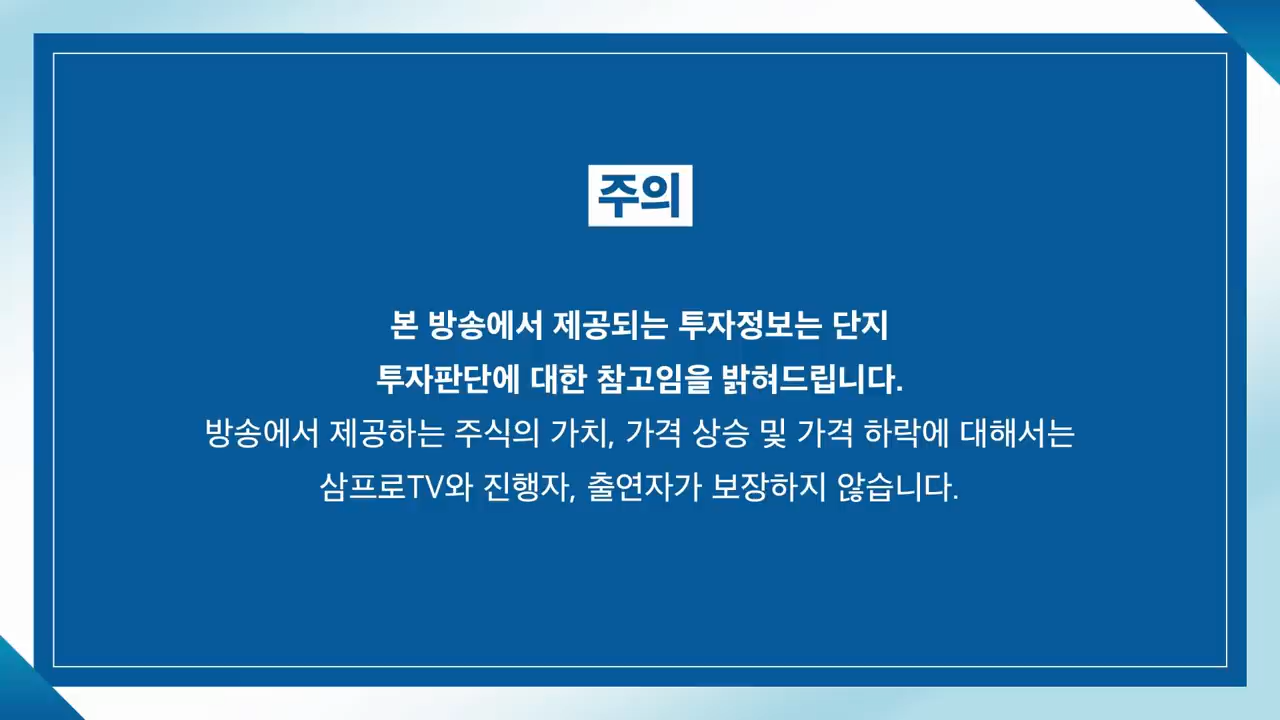 주의
본 방송에서 제공되는 투자정보는 단지
투자판단에 대한 참고임을 밝혀드립니다.
방송에서 제공하는 주식의 가치, 가격 상승 및 가격 하락에 대해서는
삼프로TV와 진행자, 출연자가 보장하지 않습니다.